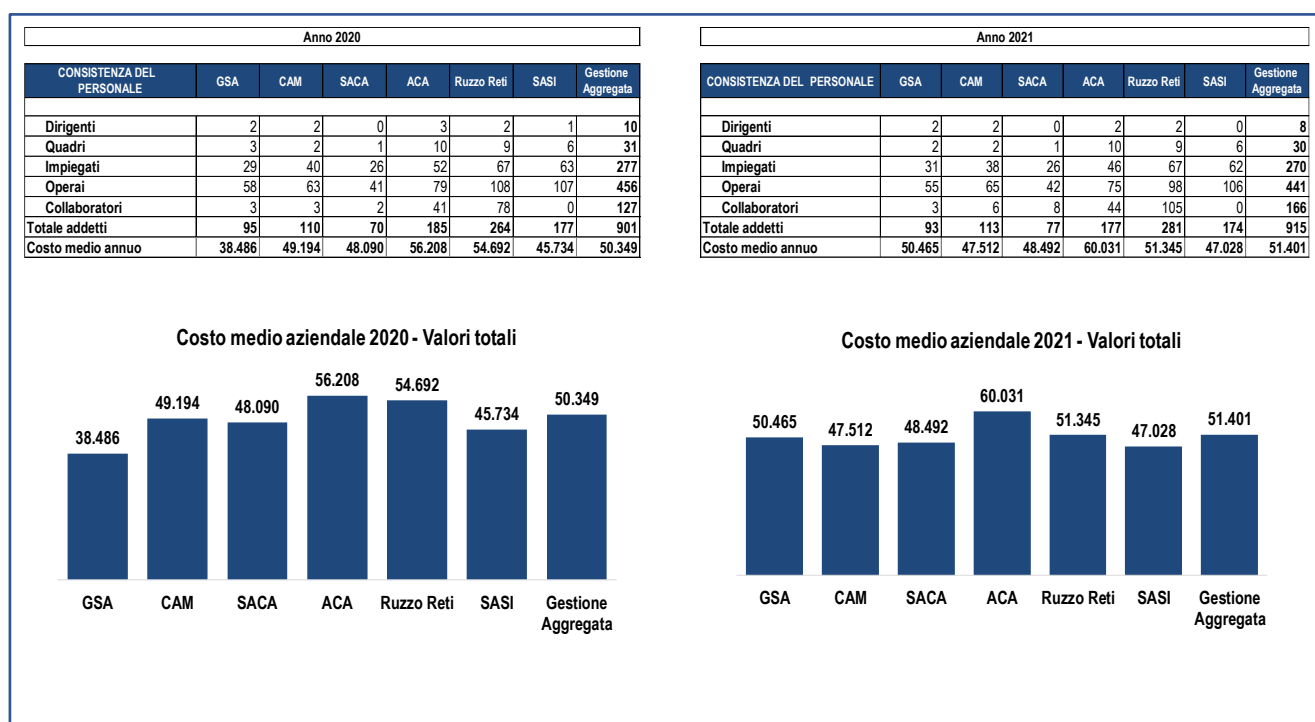 Anno 2020
CONSISTENZA DEL PERSONALE GSA CAM SACA ACA Ruzzo Reti SASI Gestione Aggregata
Dirigenti 2 2 0 3 2 1 10
Quadri 3 2 1 10 9 6 31
Impiegati 29 40 26 52 67 63 277
Operai 58 63 41 79 108 107 456
Collaboratori 3 3 2 41 78 0 127
Totale addetti 95 110 70 185 264 177 901
Costo medio annuo 38.486 49.194 48.090 56.208 54.692 45.734 50.349
Anno 2021
CONSISTENZA DEL PERSONALE GSA CAM SACA ACA Ruzzo Reti SASI Gestione Aggregata
Dirigenti 2 2 0 2 2 0 8
Quadri 2 2 1 10 9 6 30
Impiegati 31 38 26 46 67 62 270
Operai 55 65 42 75 98 106 441
Collaboratori 3 6 8 44 105 0 166
Totale addetti 93 113 77 177 281 174 915
Costo medio annuo 50.465 47.512 48.492 60.031 51.345 47.028 51.401
Costo medio aziendale 2020 - Valori totali
38.486 49.194 48.090 56.208 54.692 45.734 50.349
GSA CAM SACA ACA Ruzzo Reti SASI Gestione
Aggregata
Costo medio aziendale 2021 - Valori totali
50.465 47.512 48.492 60.031 51.345 47.028 51.401
GSA CAM SACA ACA Ruzzo Reti SASI Gestione
Aggregata